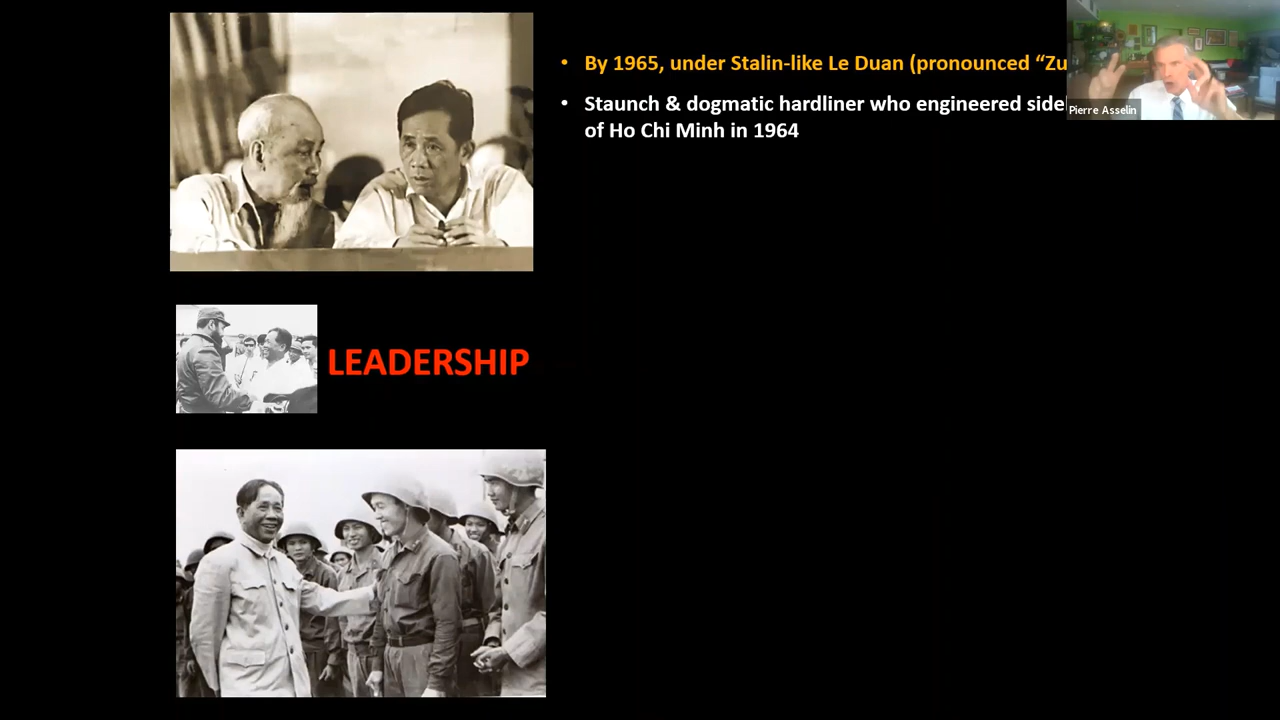 • By 1965, under Stalin-like Le Duan (pronounced “Zu
• Staunch & dogmatic hardliner who engineered side
of Ho Chi Minh in 1964
Pierre Asselin
LEADERSHIP